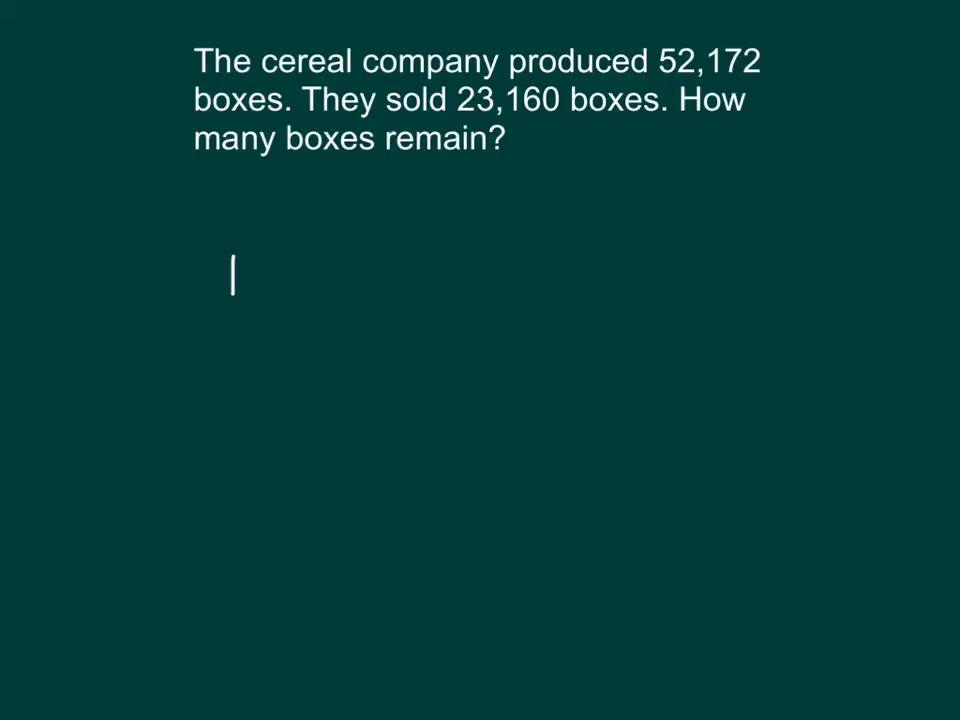 The cereal company produced 52,172
boxes. They sold 23,160 boxes. How
many boxes remain?